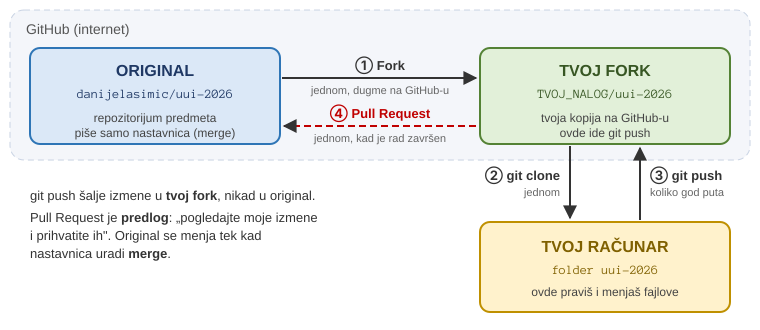 GitHub (internet)
ORIGINAL
danijelasimic/uui-2026
repozitorijum predmeta
piše samo nastavnica (merge)
① Fork
jednom, dugme na GitHub-u
④ Pull Request
jednom, kad je rad završen
TVOJ FORK
TVOJ_NALOG/uui-2026
tvoja kopija na GitHub-u
ovde ide git push
② git clone
jednom
③ git push
koliko god puta
git push šalje izmene u tvoj fork, nikad u original.
Pull Request je predlog: „pogledajte moje izmene
i prihvatite ih". Original se menja tek kad
nastavnica uradi merge.
TVOJ RAČUNAR
folder uui-2026
ovde praviš i menjaš fajlove